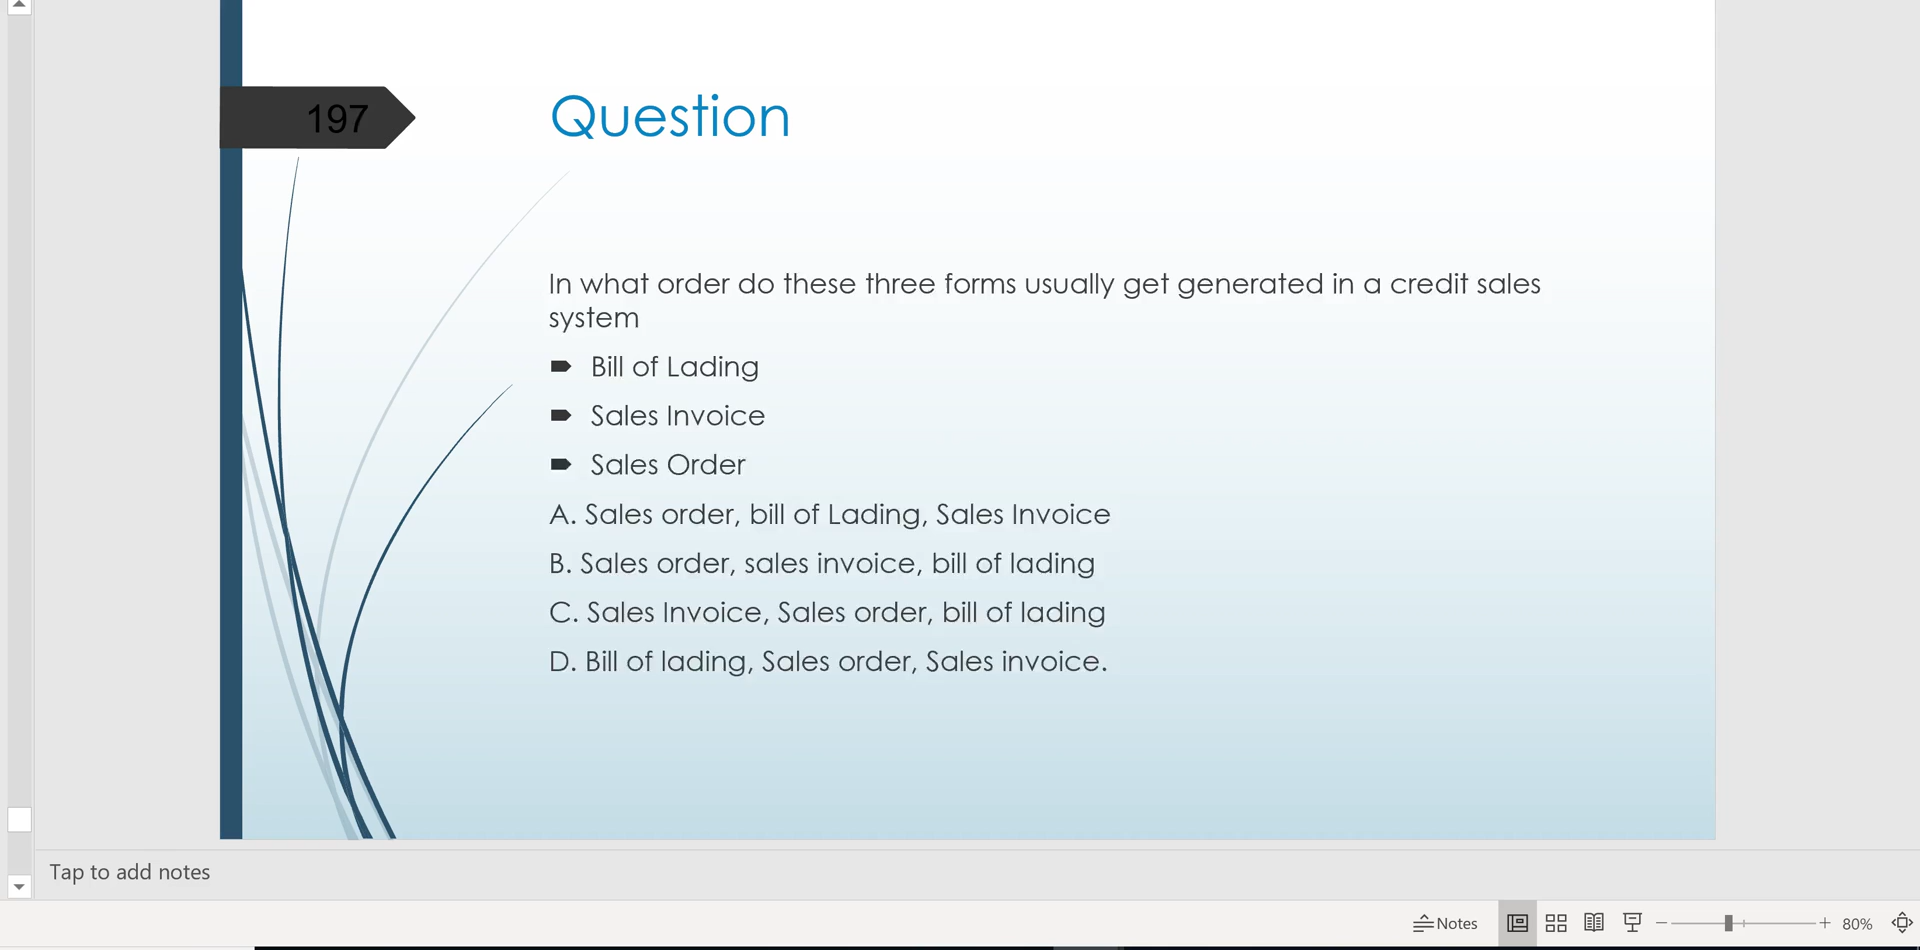 197
Question
In what order do these three forms usually get generated in a credit sales
system
Bill of Lading
Sales Invoice
Sales Order
A. Sales order, bill of Lading, Sales Invoice
B. Sales order, sales invoice, bill of lading
C. Sales Invoice, Sales order, bill of lading
D. Bill of lading, Sales order, Sales invoice.
Tap to add notes
Notes
80%